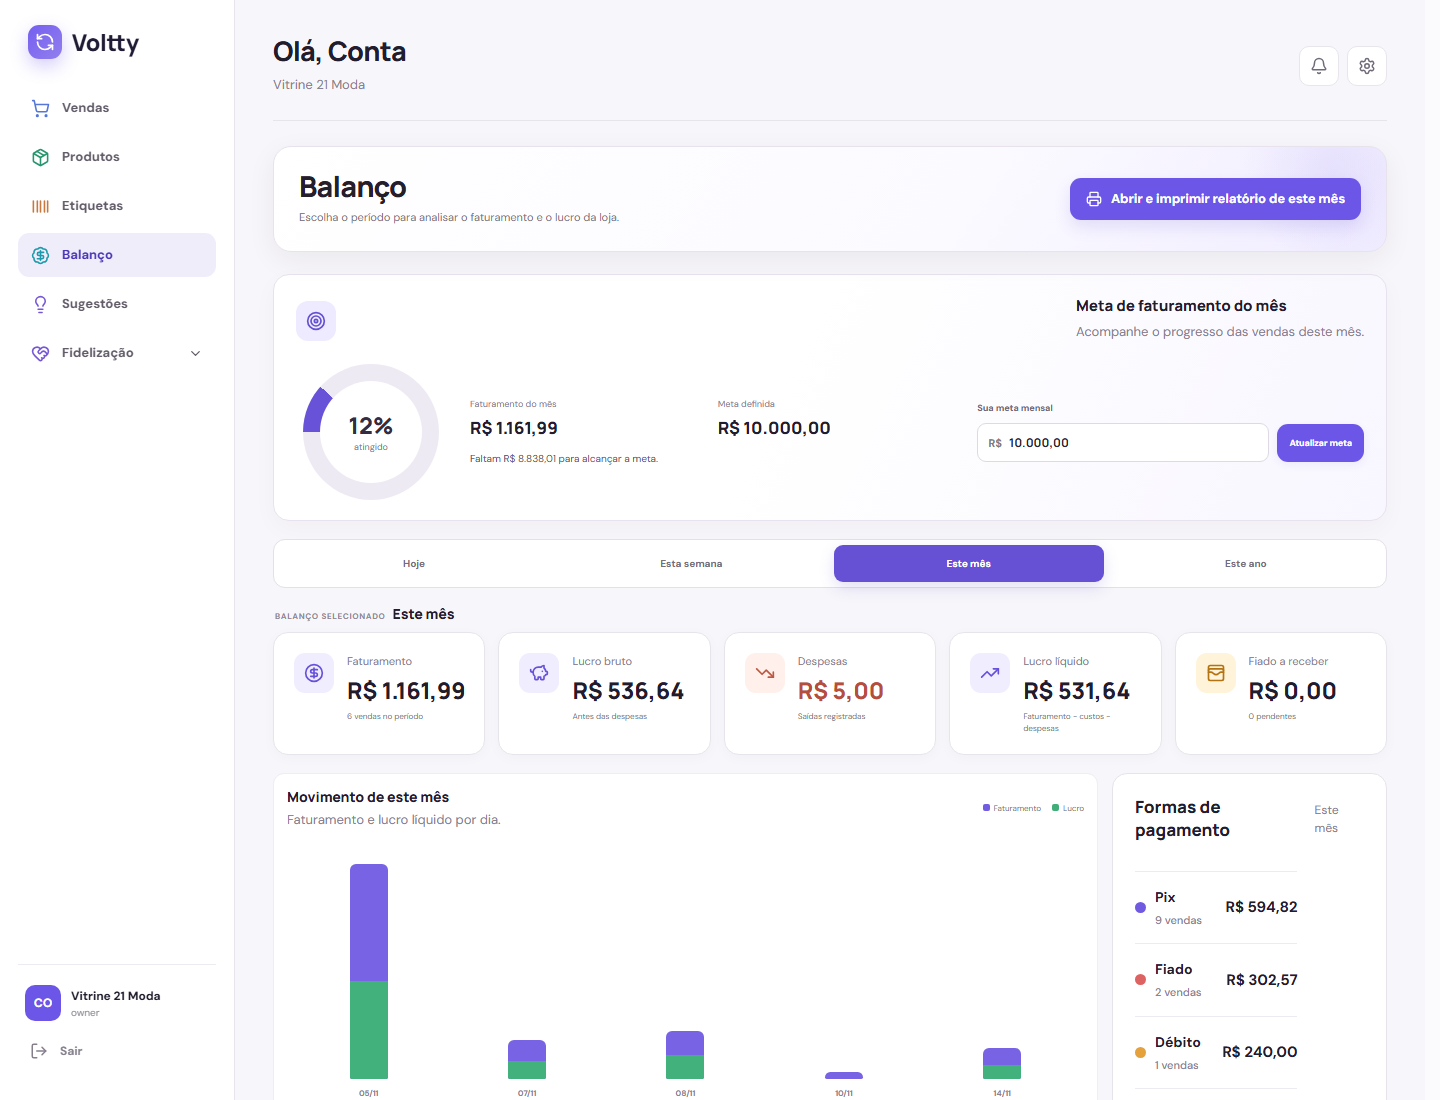 Voltty
Vendas
Produtos
Etiquetas
Balanço
Sugestões
Fidelização
CO
Vitrine 21 Moda
owner
Sair
Olá, Conta
Vitrine 21 Moda
Balanço
Escolha o período para analisar o faturamento e o lucro da loja.
Abrir e imprimir relatório de este mês
Meta de faturamento do mês
Acompanhe o progresso das vendas deste mês.
12%
atingido
Faturamento do mês
R$ 1.161,99
Faltam R$ 8.838,01 para alcançar a meta.
Meta definida
R$ 10.000,00
Sua meta mensal
R$ 10.000,00
Atualizar meta
Hoje
Esta semana
Este mês
Este ano
BALANÇO SELECIONADO Este mês
Faturamento
R$ 1.161,99
6 vendas no período
Lucro bruto
R$ 536,64
Antes das despesas
Despesas
R$ 5,00
Saídas registradas
Lucro líquido
R$ 531,64
Faturamento - custos -
despesas
Fiado a receber
R$ 0,00
0 pendentes
Movimento de este mês
Faturamento e lucro líquido por dia.
Faturamento
Lucro
05/11
07/11
08/11
10/11
14/11
Formas de
pagamento
Este
mês
Pix
9 vendas
R$ 594,82
Fiado
2 vendas
R$ 302,57
Débito
1 vendas
R$ 240,00